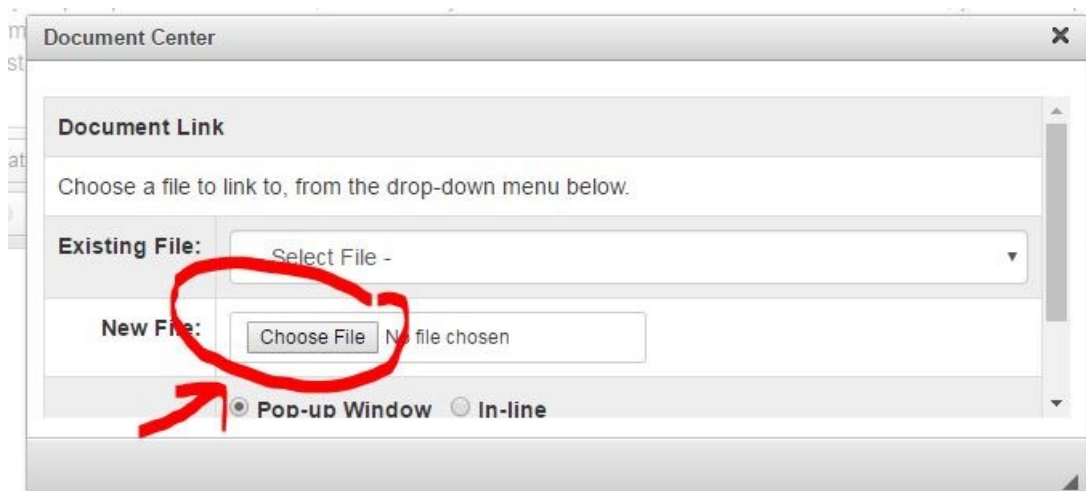 Document Center
Document Link
Choose a file to link to, from the drop-down menu below.
Existing File:
- Select File -
New File:
Choose File No file chosen
Pop-up Window In-line